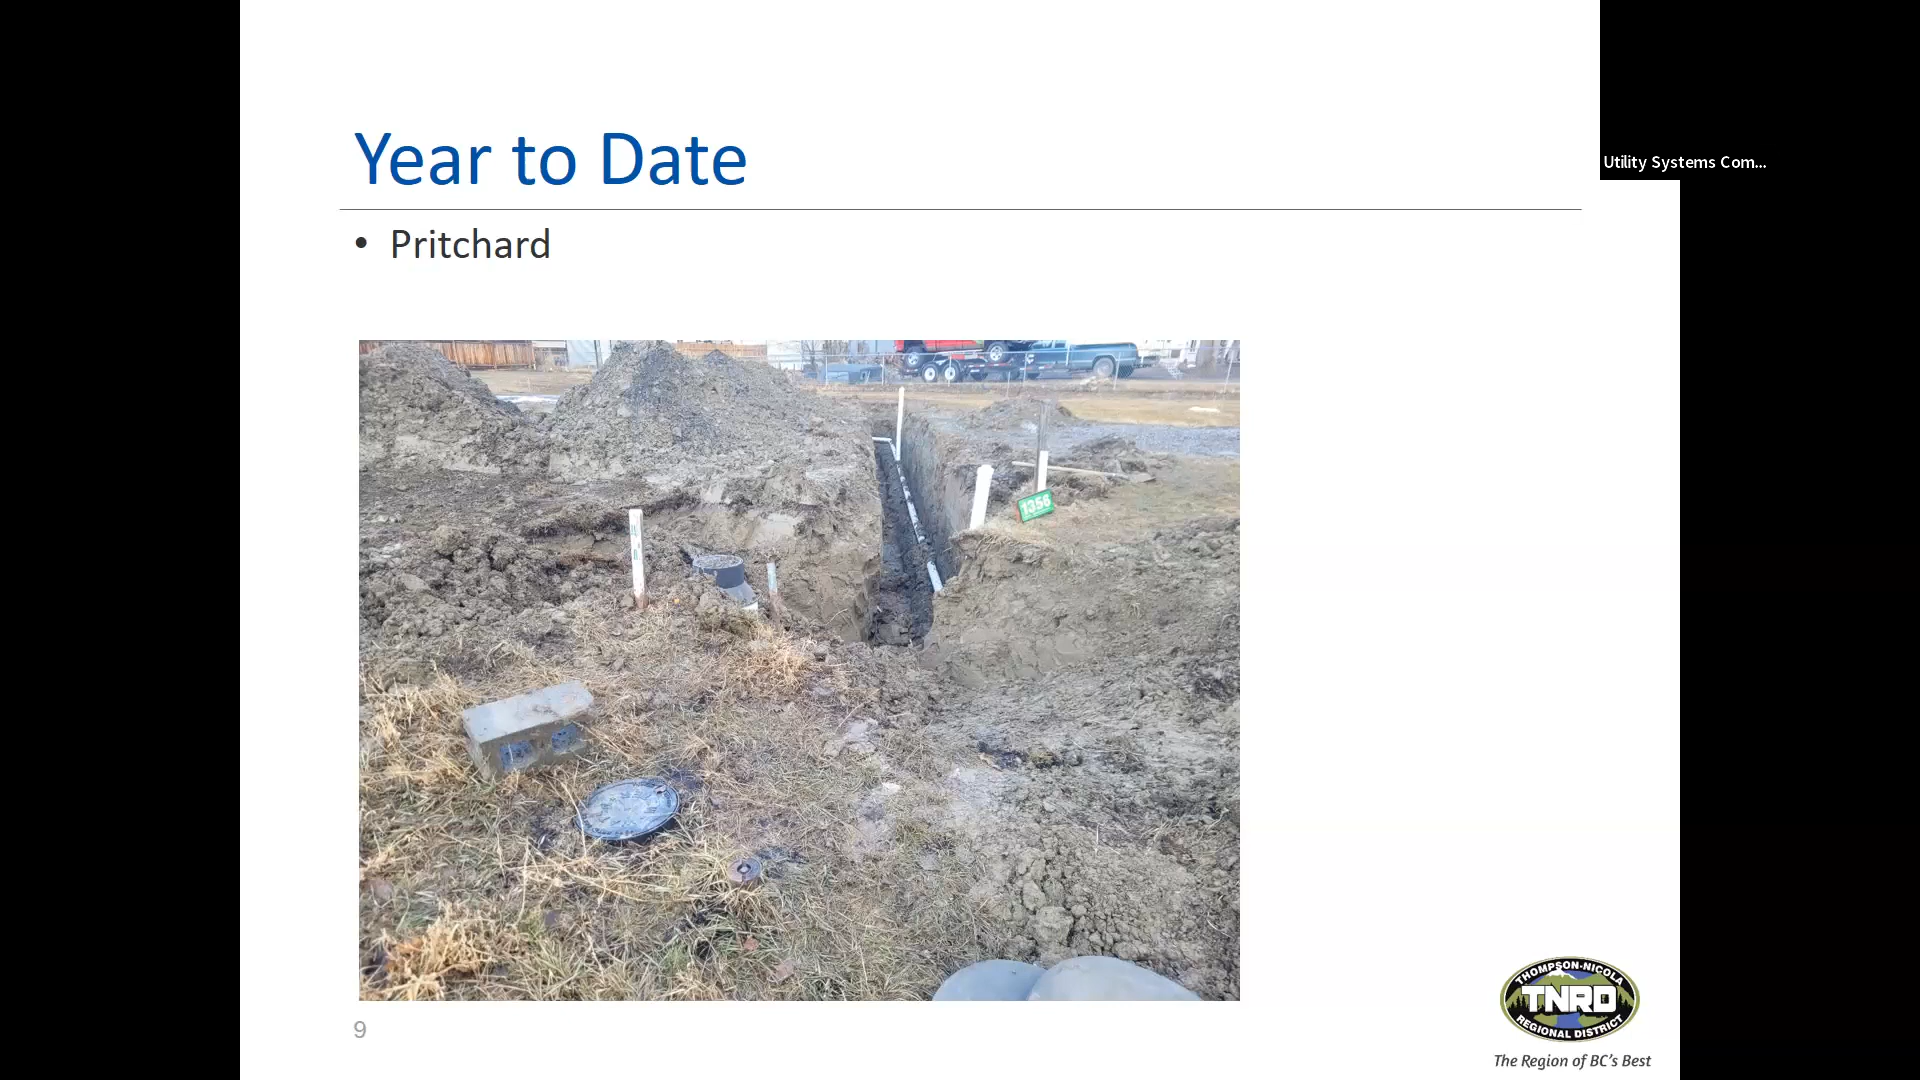 Year to Date
Utility Systems Com...
• Pritchard
1356
9
THOMPSON-NICOLA
TNRD
REGIONAL DISTRICT
The Region of BC's Best